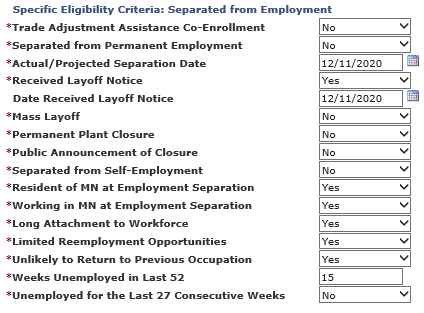 Specific Eligibility Criteria: Separated from Employment
*Trade Adjustment Assistance Co-Enrollment No
*Separated from Permanent Employment No
*Actual/Projected Separation Date 12/11/2020
*Received Layoff Notice Yes
Date Received Layoff Notice 12/11/2020
*Mass Layoff No
*Permanent Plant Closure No
*Public Announcement of Closure No
*Separated from Self-Employment No
*Resident of MN at Employment Separation Yes
*Working in MN at Employment Separation Yes
*Long Attachment to Workforce Yes
*Limited Reemployment Opportunities Yes
*Unlikely to Return to Previous Occupation Yes
*Weeks Unemployed in Last 52 15
*Unemployed for the Last 27 Consecutive Weeks No